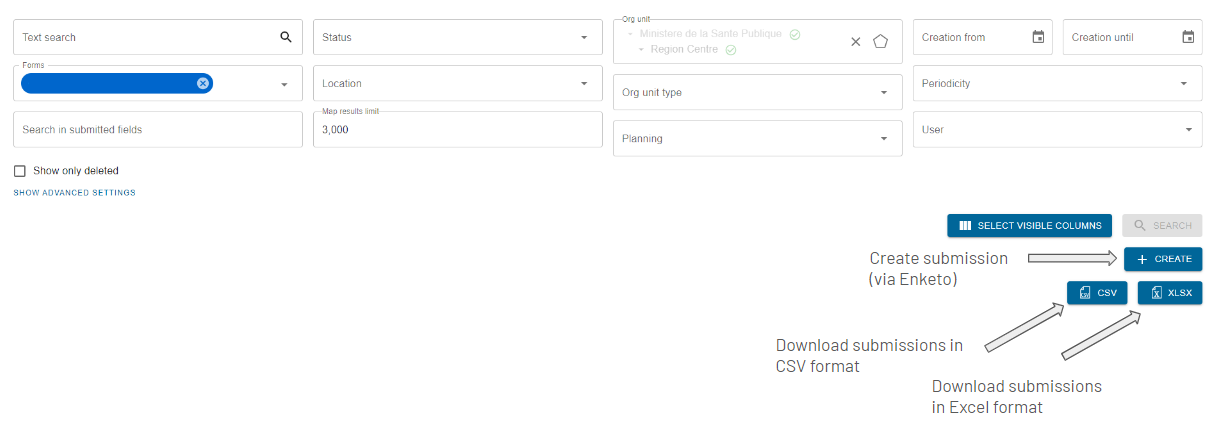 Text search
Status
Org unit
Ministere de la Sante Publique
Region Centre
Creation from
Creation until
Forms
Location
Org unit type
Periodicity
Search in submitted fields
Map results limit
3,000
Planning
User
Show only deleted
SHOW ADVANCED SETTINGS
SELECT VISIBLE COLUMNS
SEARCH
Create submission
(via Enketo)
+ CREATE
CSV
XLSX
Download submissions in
CSV format
Download submissions
in Excel format